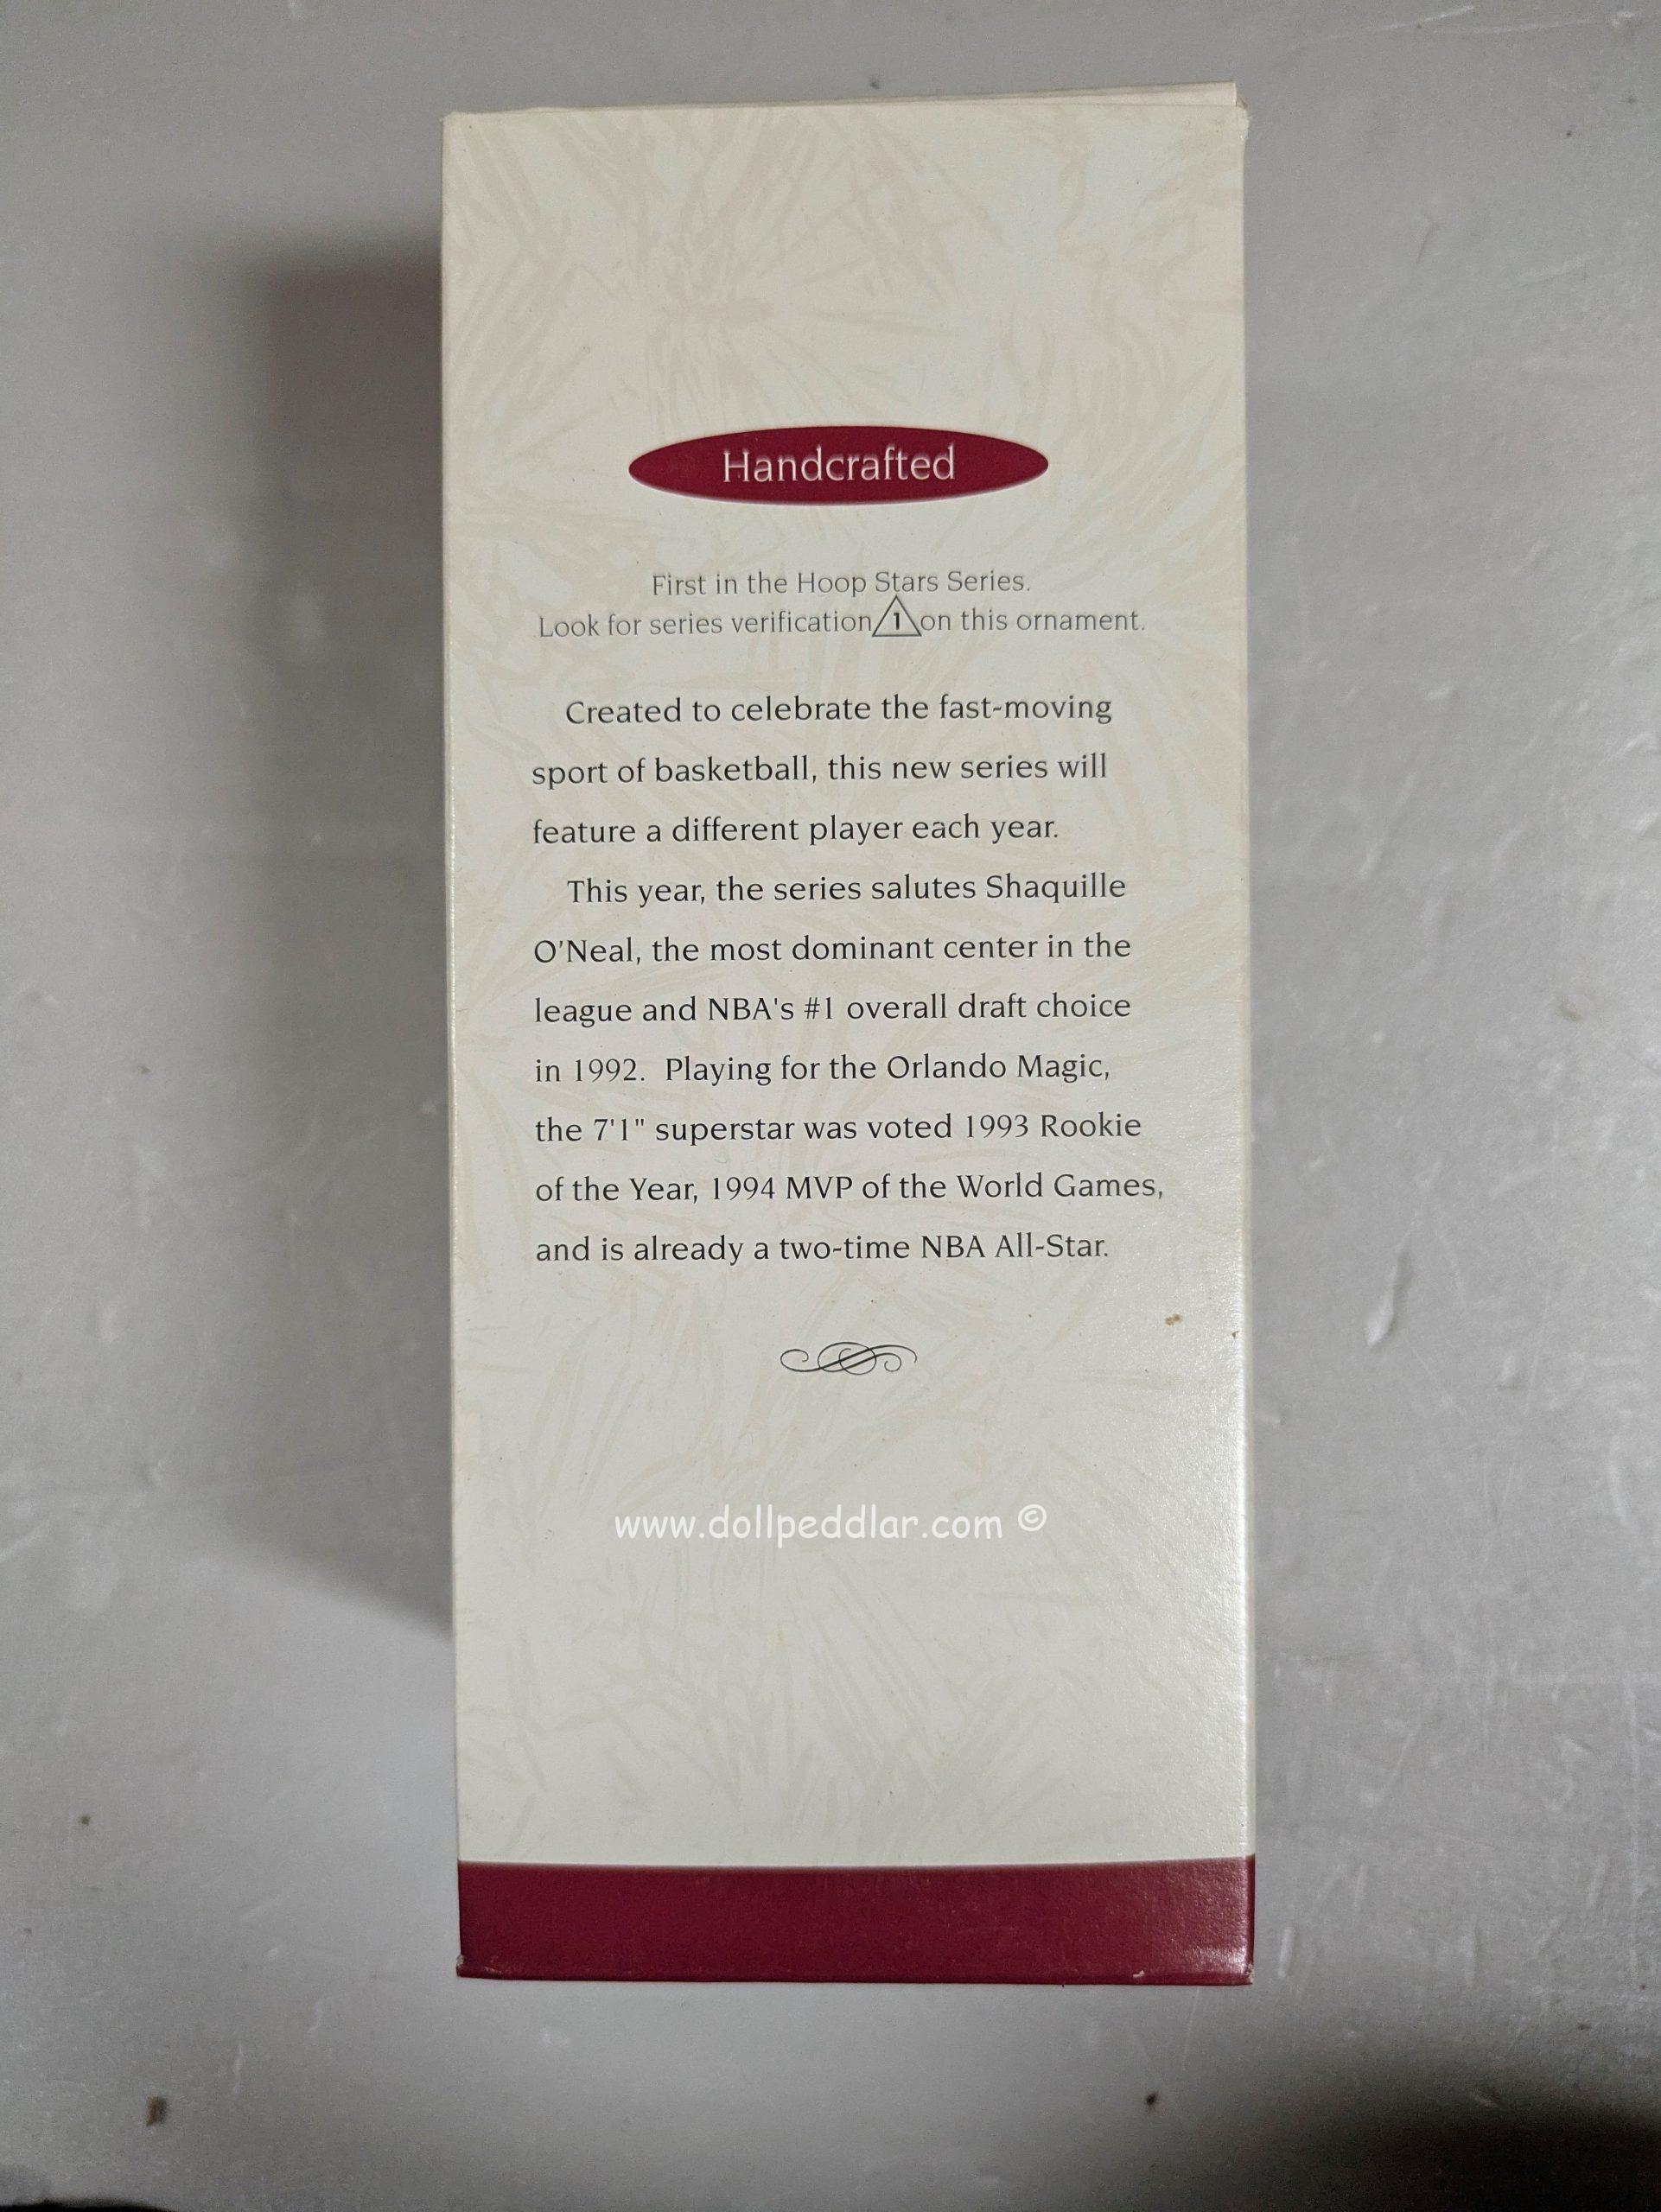 Handcrafted
First in the Hoop Stars Series.
Look for series verification 1 on this ornament.
Created to celebrate the fast-moving
sport of basketball, this new series will
feature a different player each year.
This year, the series salutes Shaquille
O'Neal, the most dominant center in the
league and NBA's #1 overall draft choice
in 1992. Playing for the Orlando Magic,
the 7'1" superstar was voted 1993 Rookie
of the Year, 1994 MVP of the World Games,
and is already a two-time NBA All-Star.
www.dollpeddlar.com ©